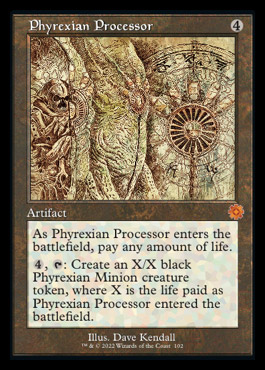 Phyrexian Processor 4
Artifact
As Phyrexian Processor enters the
battlefield, pay any amount of life.
4, T: Create an X/X black
Phyrexian Minion creature
token, where X is the life paid as
Phyrexian Processor entered the
battlefield.
Illus. Dave Kendall
™ & © 2022 Wizards of the Coast 102